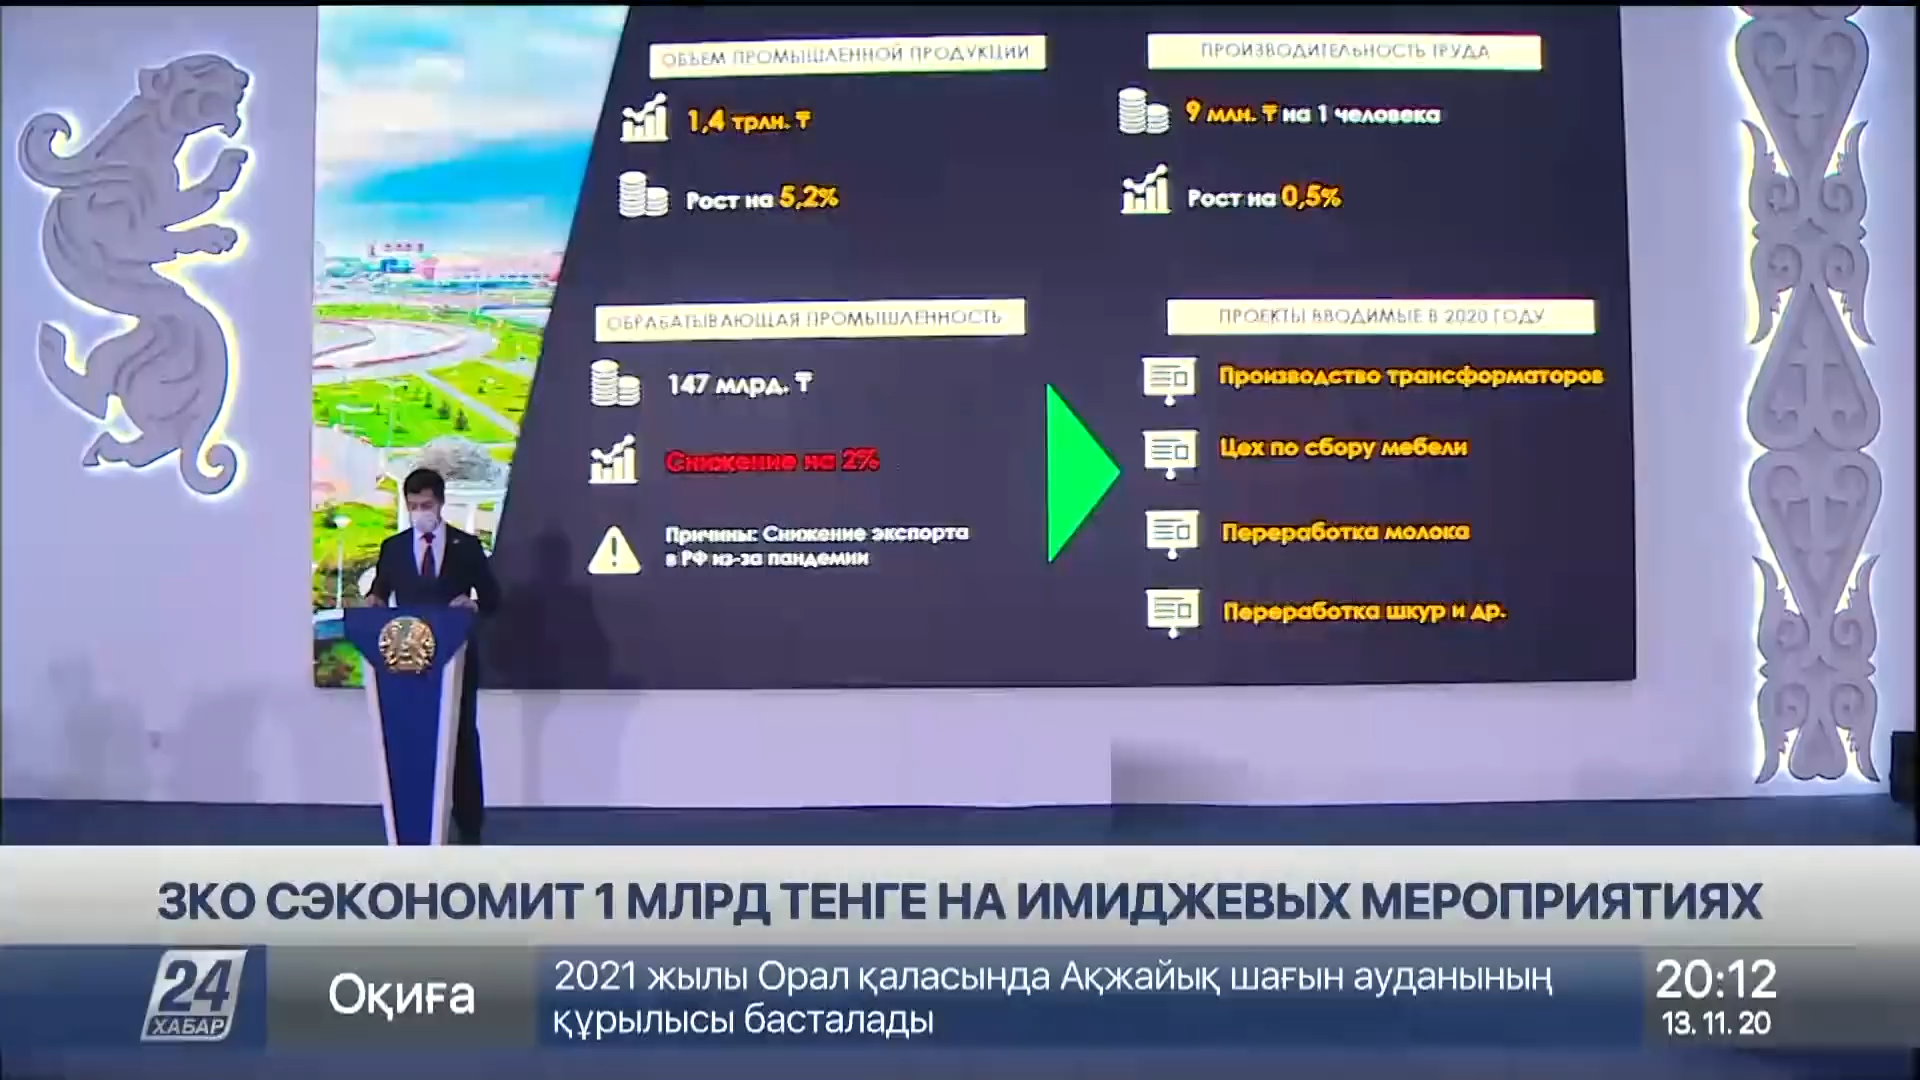 ОБЪЕМ ПРОМЫШЛЕННОЙ ПРОДУКЦИИ
1,4 трлн. ₸
Рост на 5,2%
ПРОИЗВОДИТЕЛЬНОСТЬ ТРУДА
9 млн. ₸ на 1 человека
Рост на 0,5%
ОБРАБАТЫВАЮЩАЯ ПРОМЫШЛЕННОСТЬ
147 млрд. ₸
Снижение на 2%
Причины: Снижение экспорта
в РФ из-за пандемии
ПРОЕКТЫ ВВОДИМЫЕ В 2020 ГОДУ
Производство трансформаторов
Цех по сбору мебели
Переработка молока
Переработка шкур и др.
ЗКО СЭКОНОМИТ 1 МЛРД ТЕНГЕ НА ИМИДЖЕВЫХ МЕРОПРИЯТИЯХ
24
ХАБАР
Оқиға
2021 жылы Орал қаласында Ақжайық шағын ауданының
құрылысы басталады
20:12
13. 11. 20